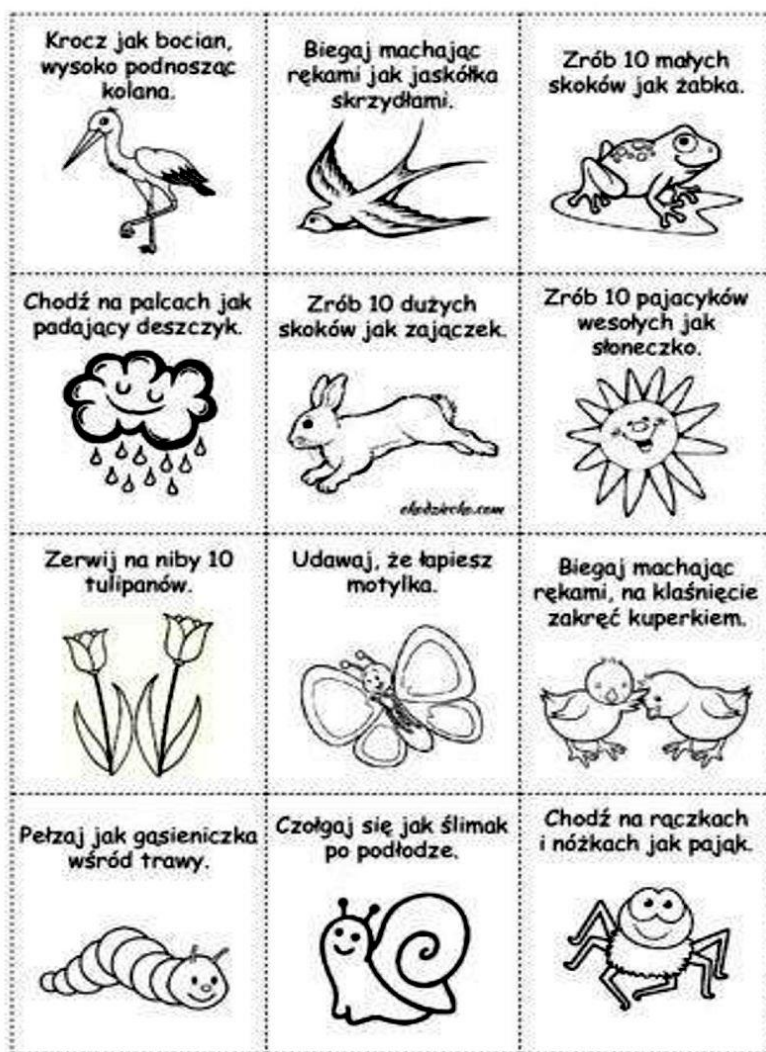 Krocz jak bocian,
wysoko podnosząc
kolana.
Biegaj machając
rękami jak jaskółka
skrzydłami.
Zrób 10 małych
skoków jak żabka.
Chodź na palcach jak
padający deszczyk.
Zrób 10 dużych
skoków jak zajączek.
ekodziecko.com
Zrób 10 pajacyków
wesołych jak
słoneczko.
Zerwij na niby 10
tulipanów.
Udawaj, że łapiesz
motylka.
Biegaj machając
rękami, na klaśnięcie
zakręć kuperkiem.
Pełzaj jak gąsieniczka
wśród trawy.
Czołgaj się jak ślimak
po podłodze.
Chodź na rączkach
i nóżkach jak pająk.